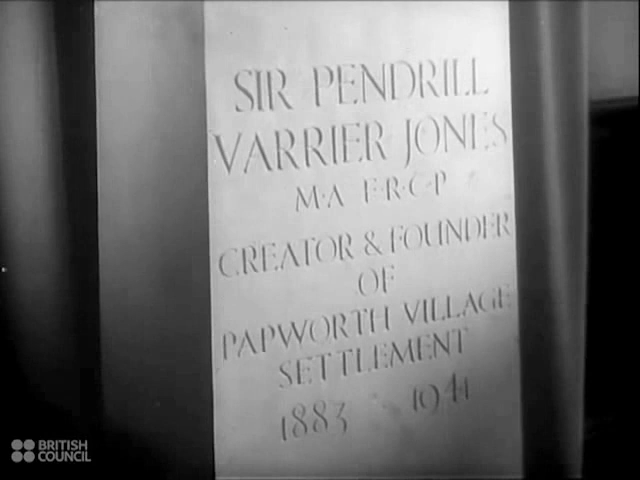 SIR PENDRILL
VARRIER JONES
M·A F·R·C·P
CREATOR & FOUNDER
OF
PAPWORTH VILLAGE
SETTLEMENT
1883 1941
BRITISH
COUNCIL